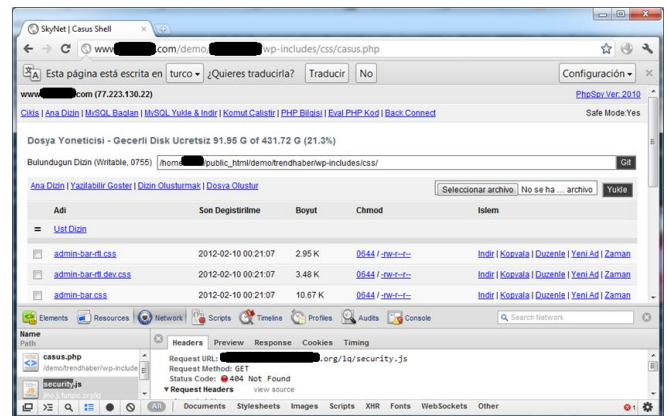 SkyNet | Casus Shell
www .com/demo/ /wp-includes/css/casus.php
Esta página está escrita en turco ¿Quieres traducirla? Traducir No Configuración
www .com (77.223.130.22) PhpSpy Ver: 2010
Cikis | Ana Dizin | MySQL Baglan | MySQL Yukle & Indir | Komut Calistir | PHP Bilgisi | Eval PHP Kod | Back Connect Safe Mode:Yes
Dosya Yoneticisi - Gecerli Disk Ucretsiz 91.95 G of 431.72 G (21.3%)
Bulundugun Dizin (Writable, 0755) /home/ /public_html/demo/trendhaber/wp-includes/css/ Git
Ana Dizin | Yazilabilir Goster | Dizin Olusturmak | Dosya Olustur Seleccionar archivo No se ha ... archivo Yukle
Adi Son Degistirilme Boyut Chmod Islem
= Ust Dizin
admin-bar-rtl.css 2012-02-10 00:21:07 2.95 K 0644 / -rw-r--r-- Indir | Kopyala | Duzenle | Yeni Ad | Zaman
admin-bar-rtl.dev.css 2012-02-10 00:21:07 3.48 K 0644 / -rw-r--r-- Indir | Kopyala | Duzenle | Yeni Ad | Zaman
admin-bar.css 2012-02-10 00:21:07 10.67 K 0644 / -rw-r--r-- Indir | Kopyala | Duzenle | Yeni Ad | Zaman
Elements Resources Network Scripts Timeline Profiles Audits Console Search Network
Name
Path
Headers Preview Response Cookies Timing
casus.php
/demo/trendhaber/wp-include
security.js
Request URL: .org/lq/security.js
Request Method: GET
Status Code: 404 Not Found
Request Headers view source
All Documents Stylesheets Images Scripts XHR Fonts WebSockets Other 1